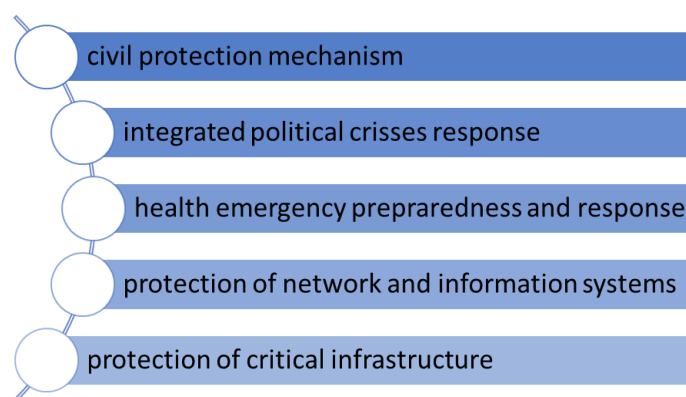 civil protection mechanism
integrated political crisses response
health emergency prepraredness and response
protection of network and information systems
protection of critical infrastructure